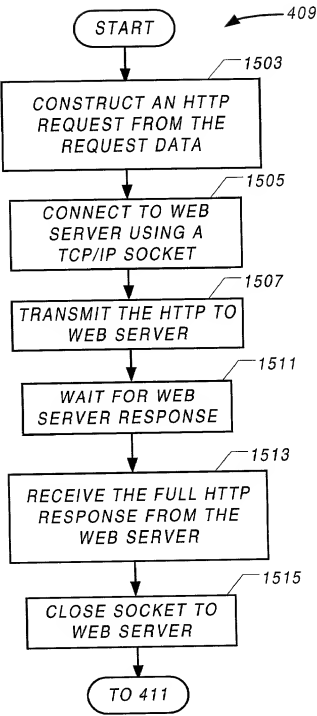 START
409
1503
CONSTRUCT AN HTTP
REQUEST FROM THE
REQUEST DATA
1505
CONNECT TO WEB
SERVER USING A
TCP/IP SOCKET
1507
TRANSMIT THE HTTP TO
WEB SERVER
1511
WAIT FOR WEB
SERVER RESPONSE
1513
RECEIVE THE FULL HTTP
RESPONSE FROM THE
WEB SERVER
1515
CLOSE SOCKET TO
WEB SERVER
TO 411